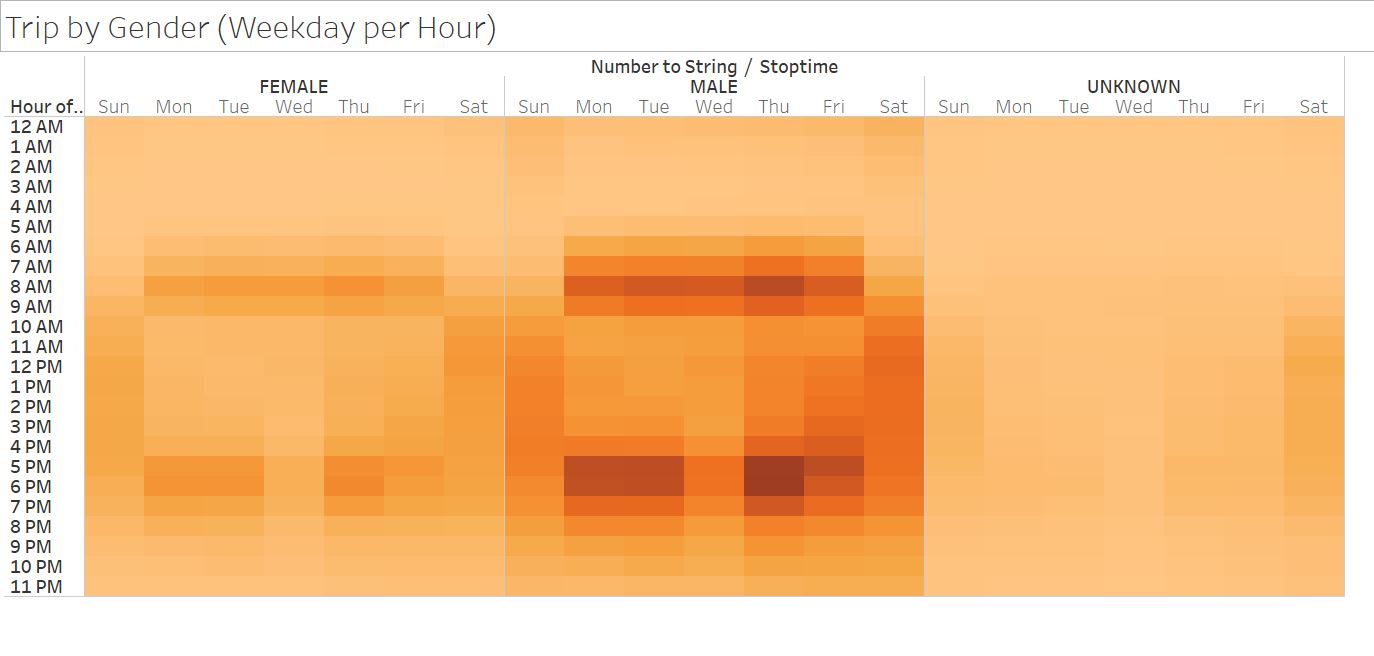 Trip by Gender (Weekday per Hour)
Number to String / Stoptime
FEMALE MALE UNKNOWN
Hour of.. Sun Mon Tue Wed Thu Fri Sat Sun Mon Tue Wed Thu Fri Sat Sun Mon Tue Wed Thu Fri Sat
12 AM
1 AM
2 AM
3 AM
4 AM
5 AM
6 AM
7 AM
8 AM
9 AM
10 AM
11 AM
12 PM
1 PM
2 PM
3 PM
4 PM
5 PM
6 PM
7 PM
8 PM
9 PM
10 PM
11 PM